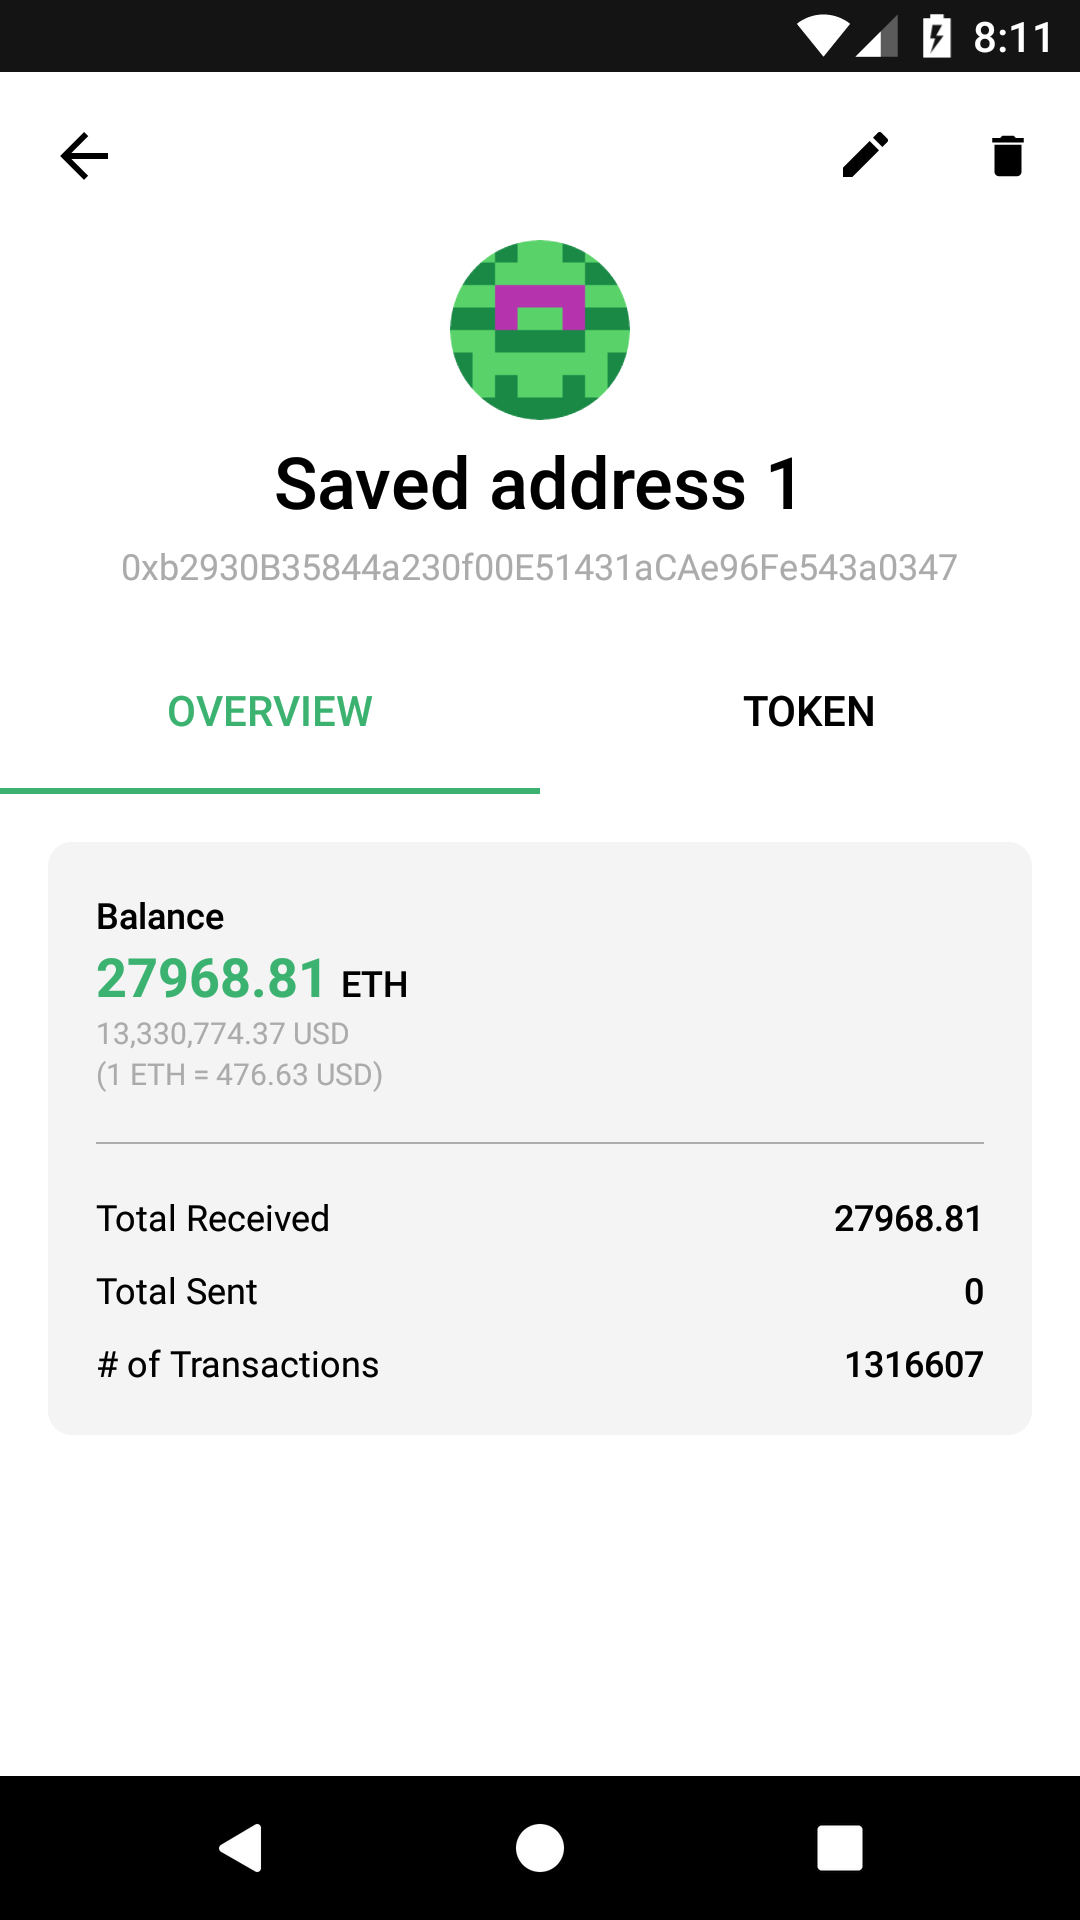 8:11
Saved address 1
0xb2930B35844a230f00E51431aCAe96Fe543a0347
OVERVIEW TOKEN
Balance
27968.81 ETH
13,330,774.37 USD
(1 ETH = 476.63 USD)
Total Received 27968.81
Total Sent 0
# of Transactions 1316607